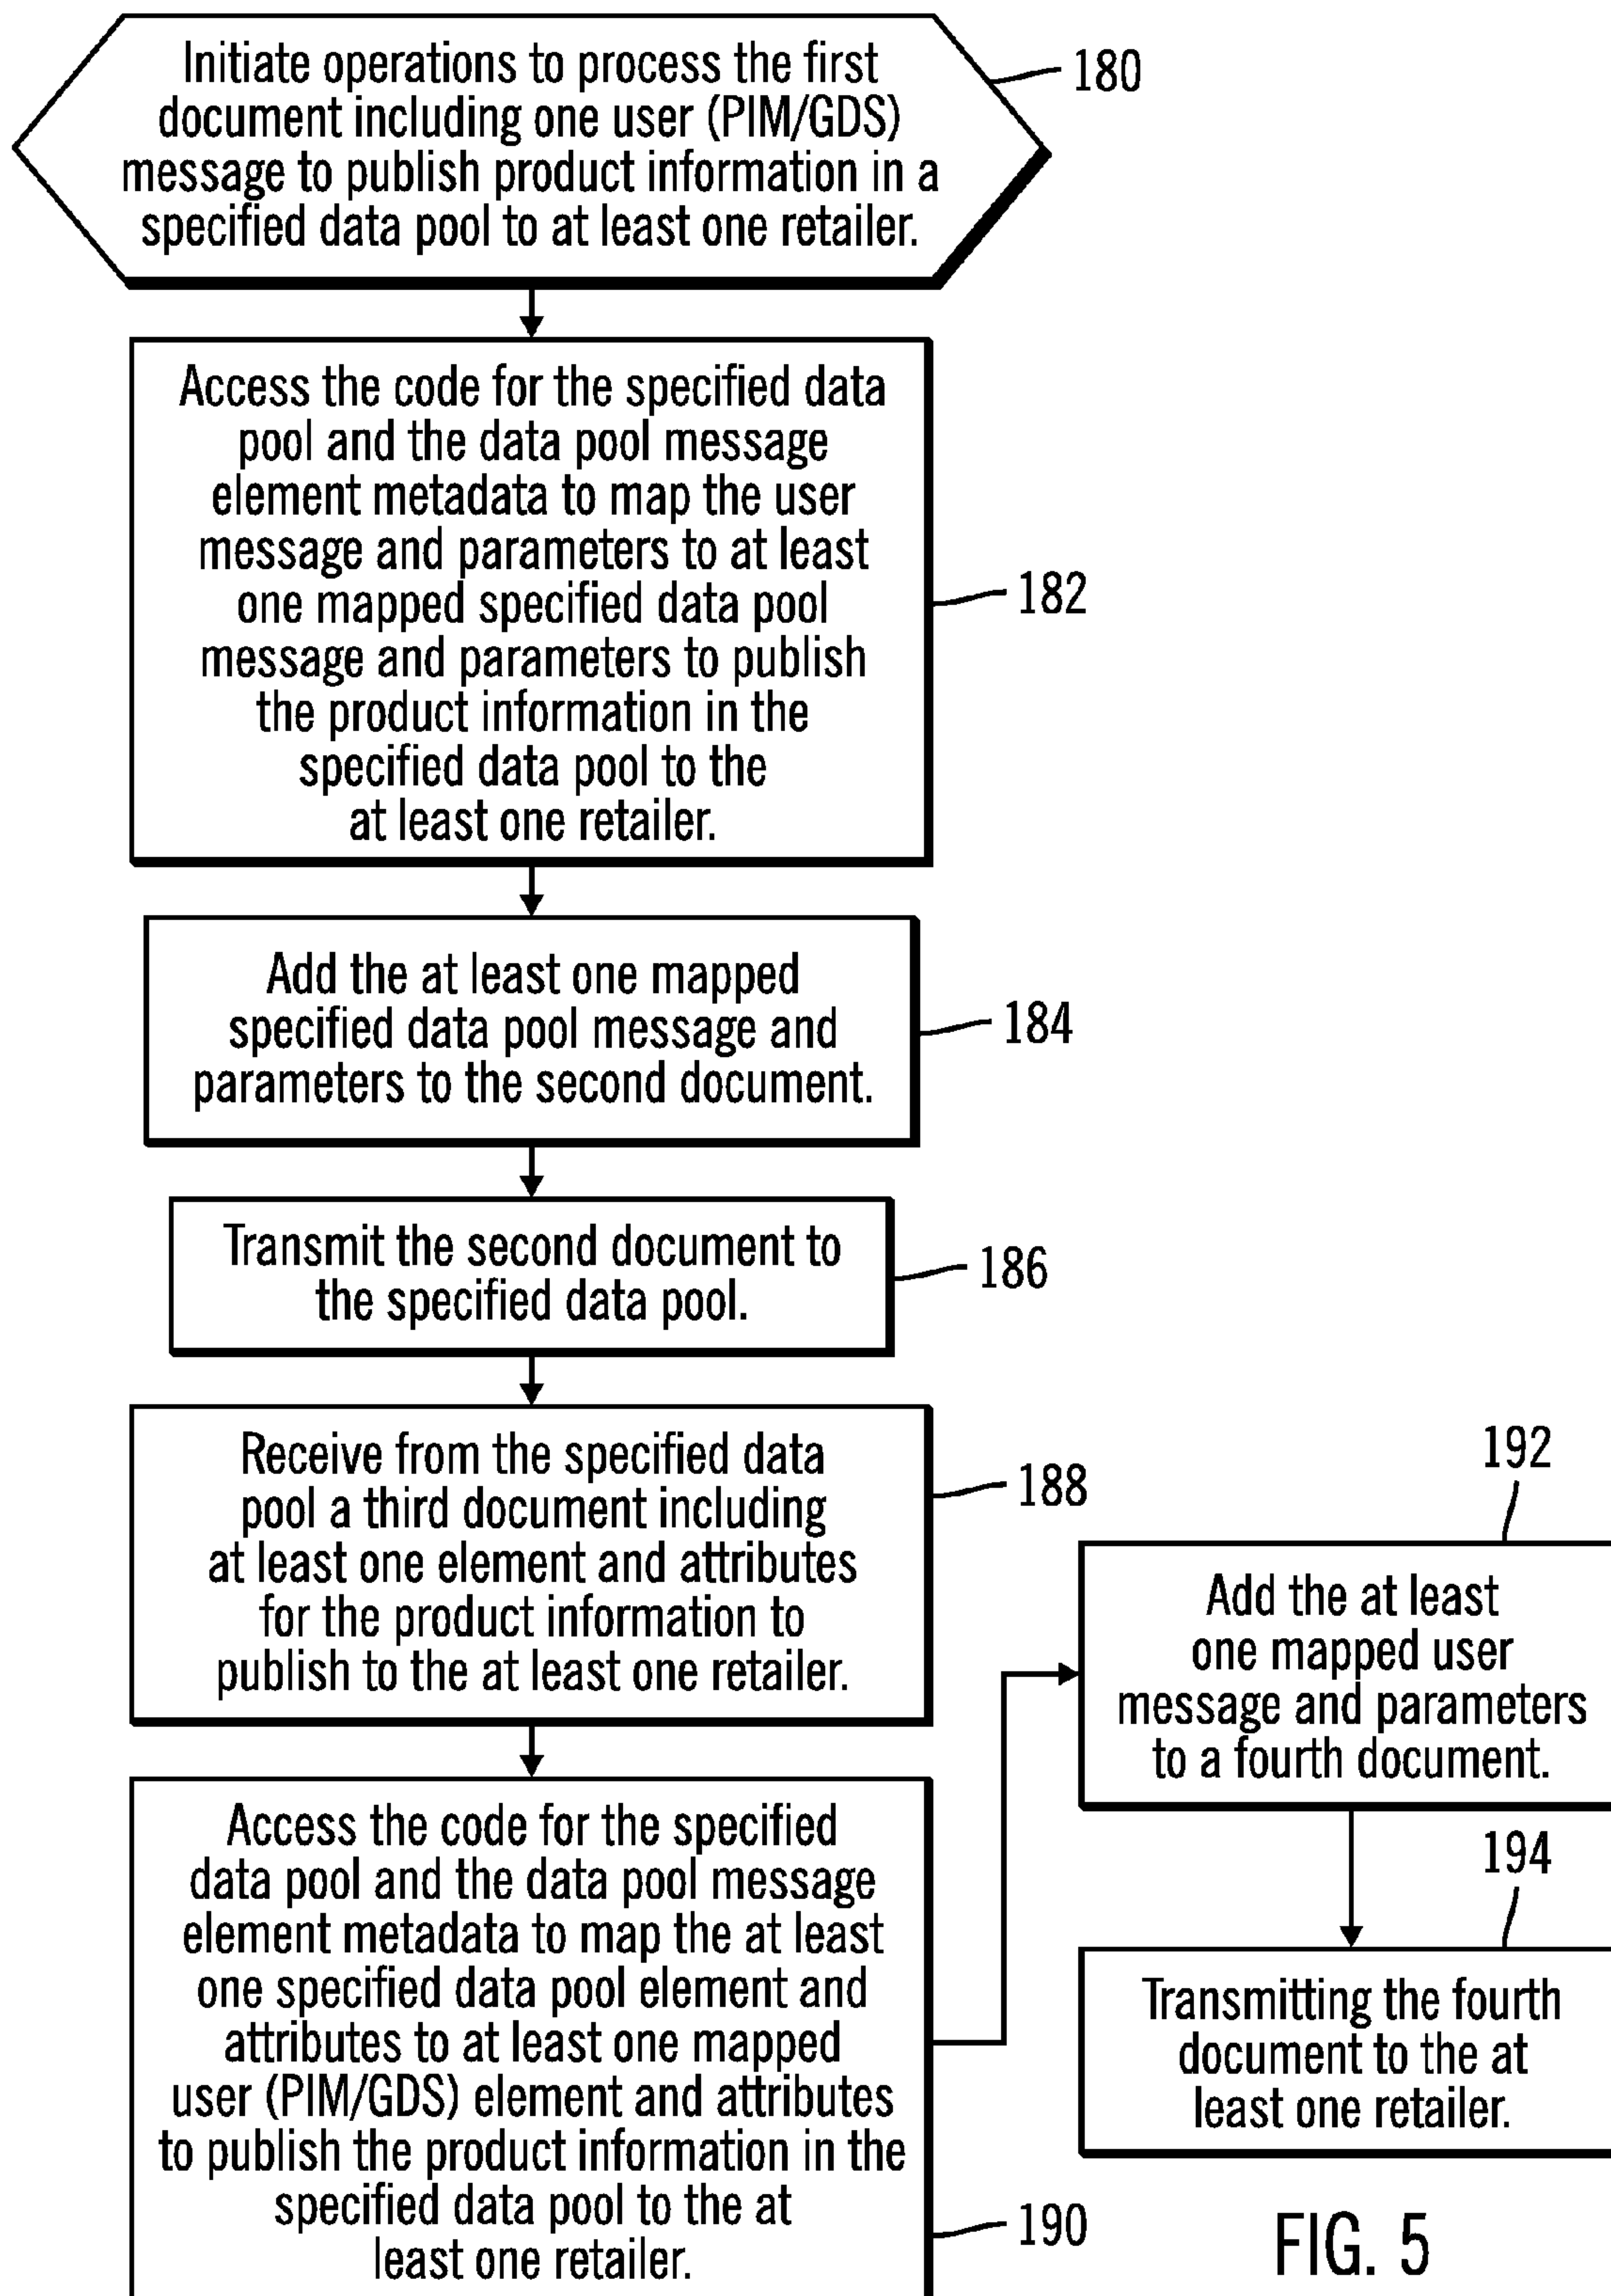 Initiate operations to process the first
document including one user (PIM/GDS)
message to publish product information in a
specified data pool to at least one retailer.
180
Access the code for the specified data
pool and the data pool message
element metadata to map the user
message and parameters to at least
one mapped specified data pool
message and parameters to publish
the product information in the
specified data pool to the
at least one retailer.
182
Add the at least one mapped
specified data pool message and
parameters to the second document.
184
Transmit the second document to
the specified data pool.
186
Receive from the specified data
pool a third document including
at least one element and attributes
for the product information to
publish to the at least one retailer.
188
Access the code for the specified
data pool and the data pool message
element metadata to map the at least
one specified data pool element and
attributes to at least one mapped
user (PIM/GDS) element and attributes
to publish the product information in the
specified data pool to the at
least one retailer.
190
192
Add the at least
one mapped user
message and parameters
to a fourth document.
194
Transmitting the fourth
document to the at
least one retailer.
FIG. 5